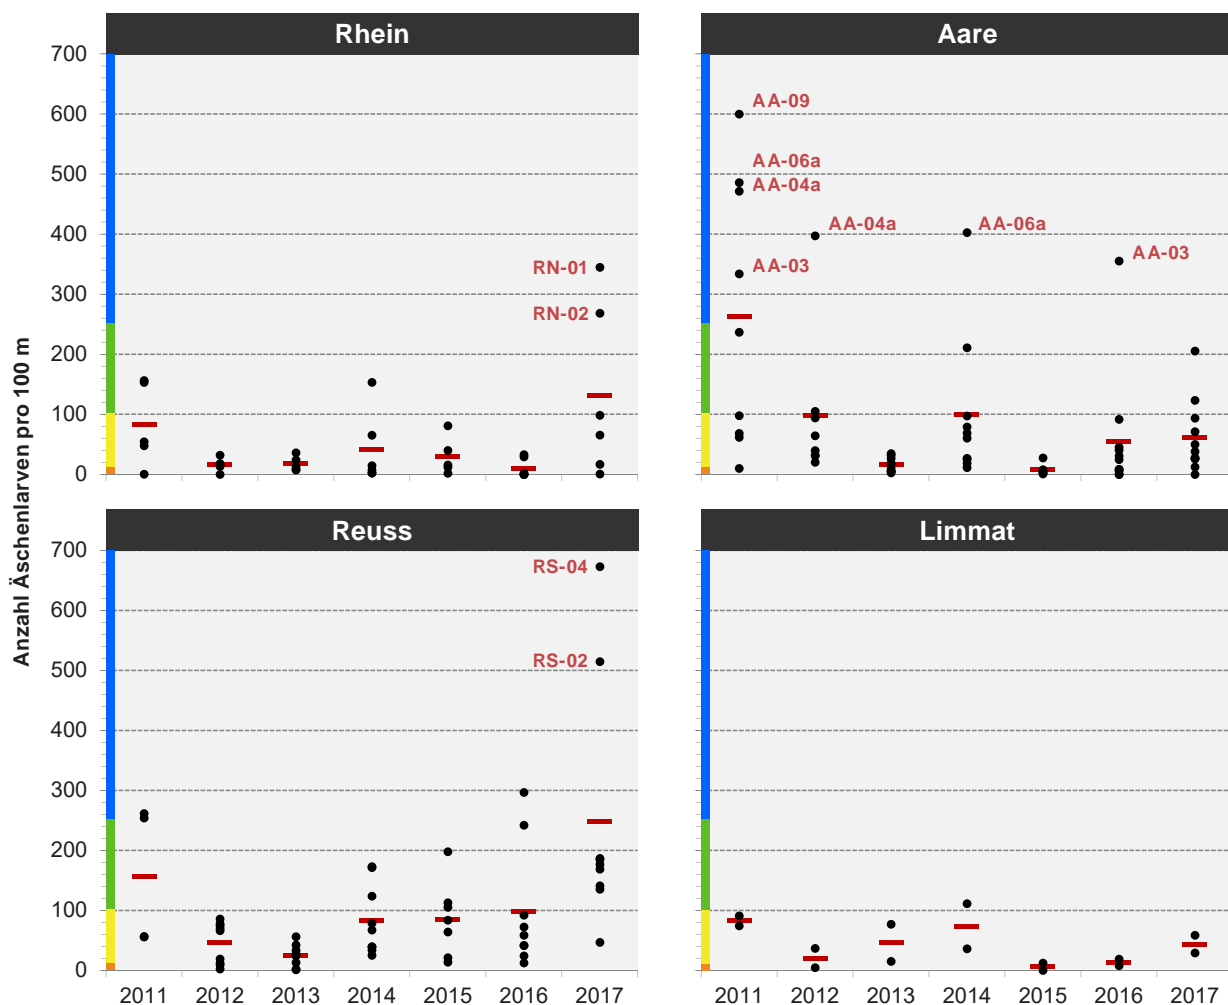 Rhein
Aare
700
600
500
400
300
200
100
0
RN-01
RN-02
AA-09
AA-06a
AA-04a
AA-03
AA-04a
AA-06a
AA-03
Anzahl Äschenlarven pro 100 m
Reuss
Limmat
700
600
500
400
300
200
100
0
RS-04
RS-02
2011 2012 2013 2014 2015 2016 2017
2011 2012 2013 2014 2015 2016 2017